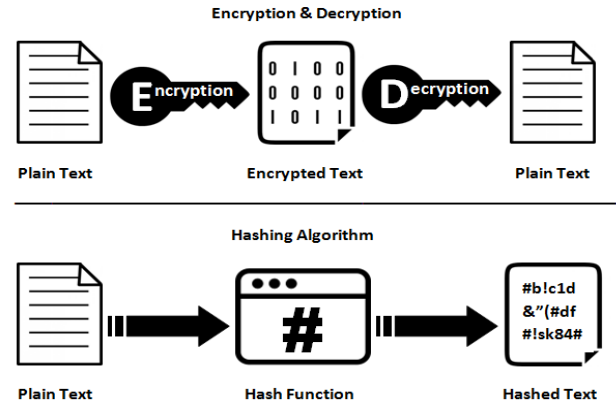 Encryption & Decryption
Encryption
0 1 0 0
0 0 0 0
1 0 1 1
Decryption
Plain Text
Encrypted Text
Plain Text
Hashing Algorithm
#
#b!c1d
&”(#df
#!sk84#
Plain Text
Hash Function
Hashed Text